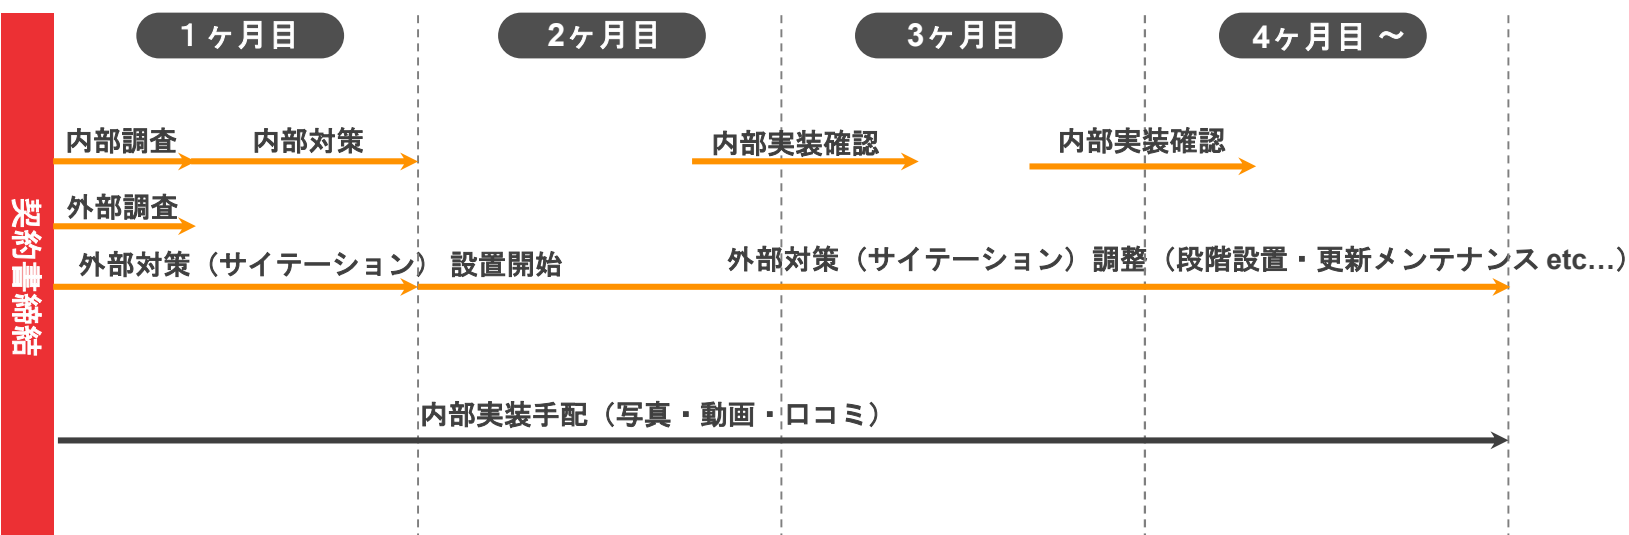 1ヶ月目
2ヶ月目
3ヶ月目
4ヶ月目 〜
契約書締結
内部調査
内部対策
内部実装確認
内部実装確認
外部調査
外部対策（サイテーション） 設置開始
外部対策（サイテーション）調整（段階設置・更新メンテナンス etc...）
内部実装手配（写真・動画・口コミ）